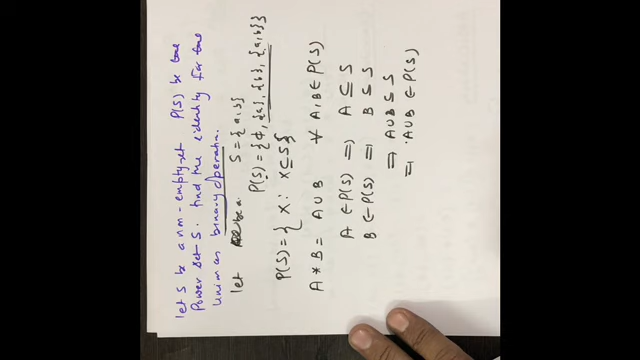 let S be a non-empty set P(S) be the
Power set S. find the identity for the
Union as binary operation.
let S = {a, b}
P(S) = {ϕ, {a}, {b}, {a, b}}
P(S) = { X : X ⊆ S }
A * B = A ∪ B ∀ A, B ∈ P(S)
A ∈ P(S) ⇒ A ⊆ S
B ∈ P(S) ⇒ B ⊆ S
⇒ A ∪ B ⊆ S
⇒ A ∪ B ∈ P(S)